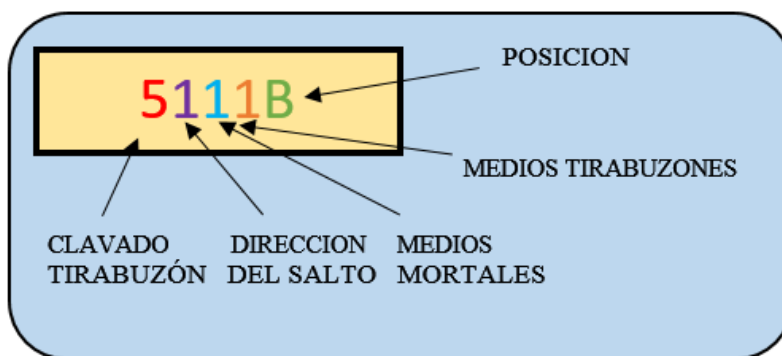 POSICION
5111B
MEDIOS TIRABUZONES
CLAVADO
TIRABUZÓN
DIRECCION
DEL SALTO
MEDIOS
MORTALES